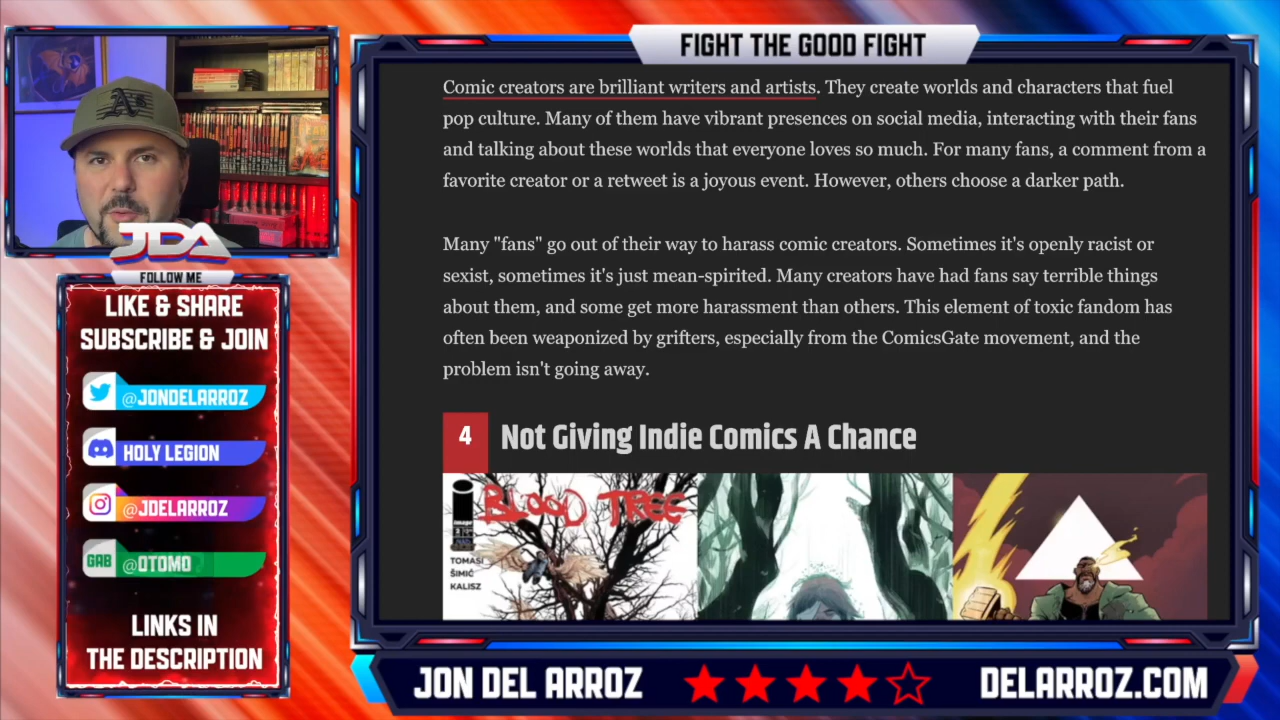 FIGHT THE GOOD FIGHT
Comic creators are brilliant writers and artists. They create worlds and characters that fuel
pop culture. Many of them have vibrant presences on social media, interacting with their fans
and talking about these worlds that everyone loves so much. For many fans, a comment from a
favorite creator or a retweet is a joyous event. However, others choose a darker path.
Many "fans" go out of their way to harass comic creators. Sometimes it's openly racist or
sexist, sometimes it's just mean-spirited. Many creators have had fans say terrible things
about them, and some get more harassment than others. This element of toxic fandom has
often been weaponized by grifters, especially from the ComicsGate movement, and the
problem isn't going away.
4 Not Giving Indie Comics A Chance
BLOOD TREE
image
TOMASI
ŠIMIĆ
KALISZ
JDA
FOLLOW ME
LIKE & SHARE
SUBSCRIBE & JOIN
@JONDELARROZ
HOLY LEGION
@JDELARROZ
GAB @OTOMO
LINKS IN
THE DESCRIPTION
JON DEL ARROZ
DELARROZ.COM